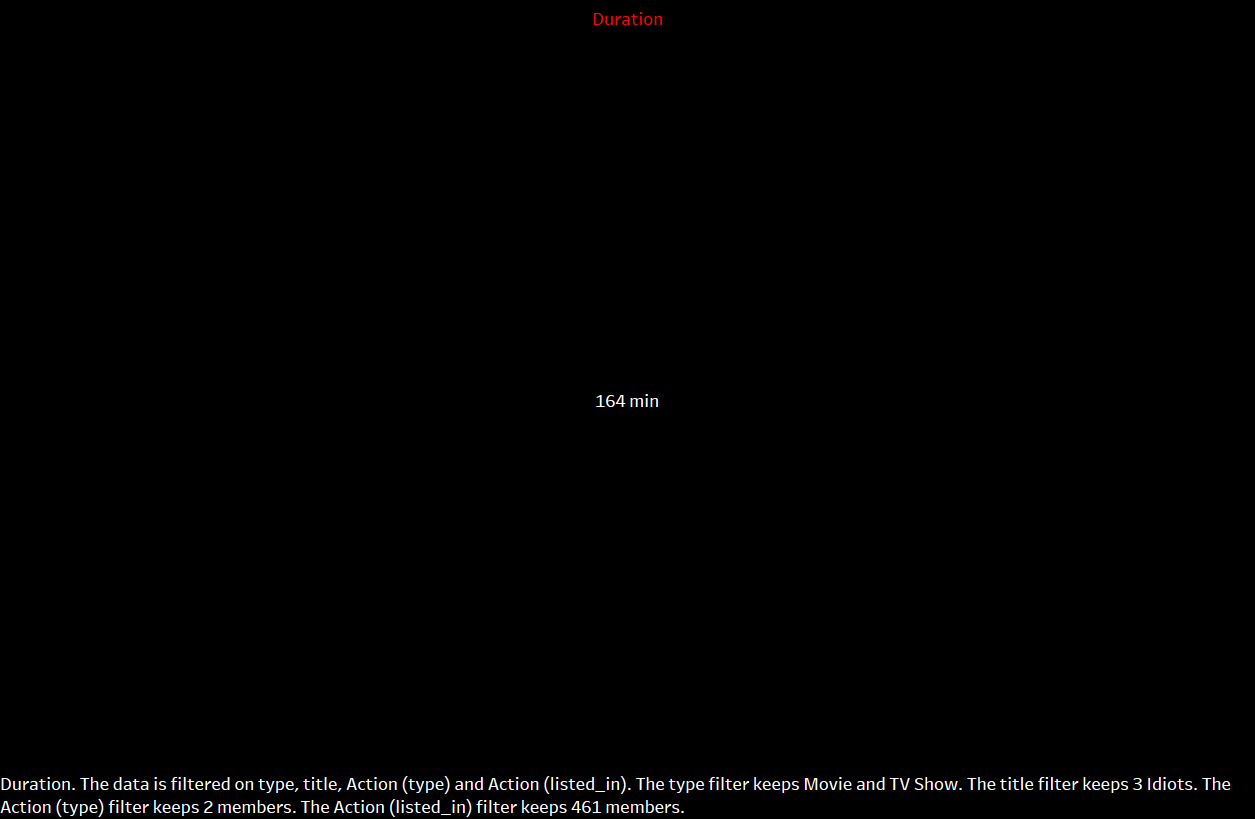 Duration
164 min
Duration. The data is filtered on type, title, Action (type) and Action (listed_in). The type filter keeps Movie and TV Show. The title filter keeps 3 Idiots. The
Action (type) filter keeps 2 members. The Action (listed_in) filter keeps 461 members.